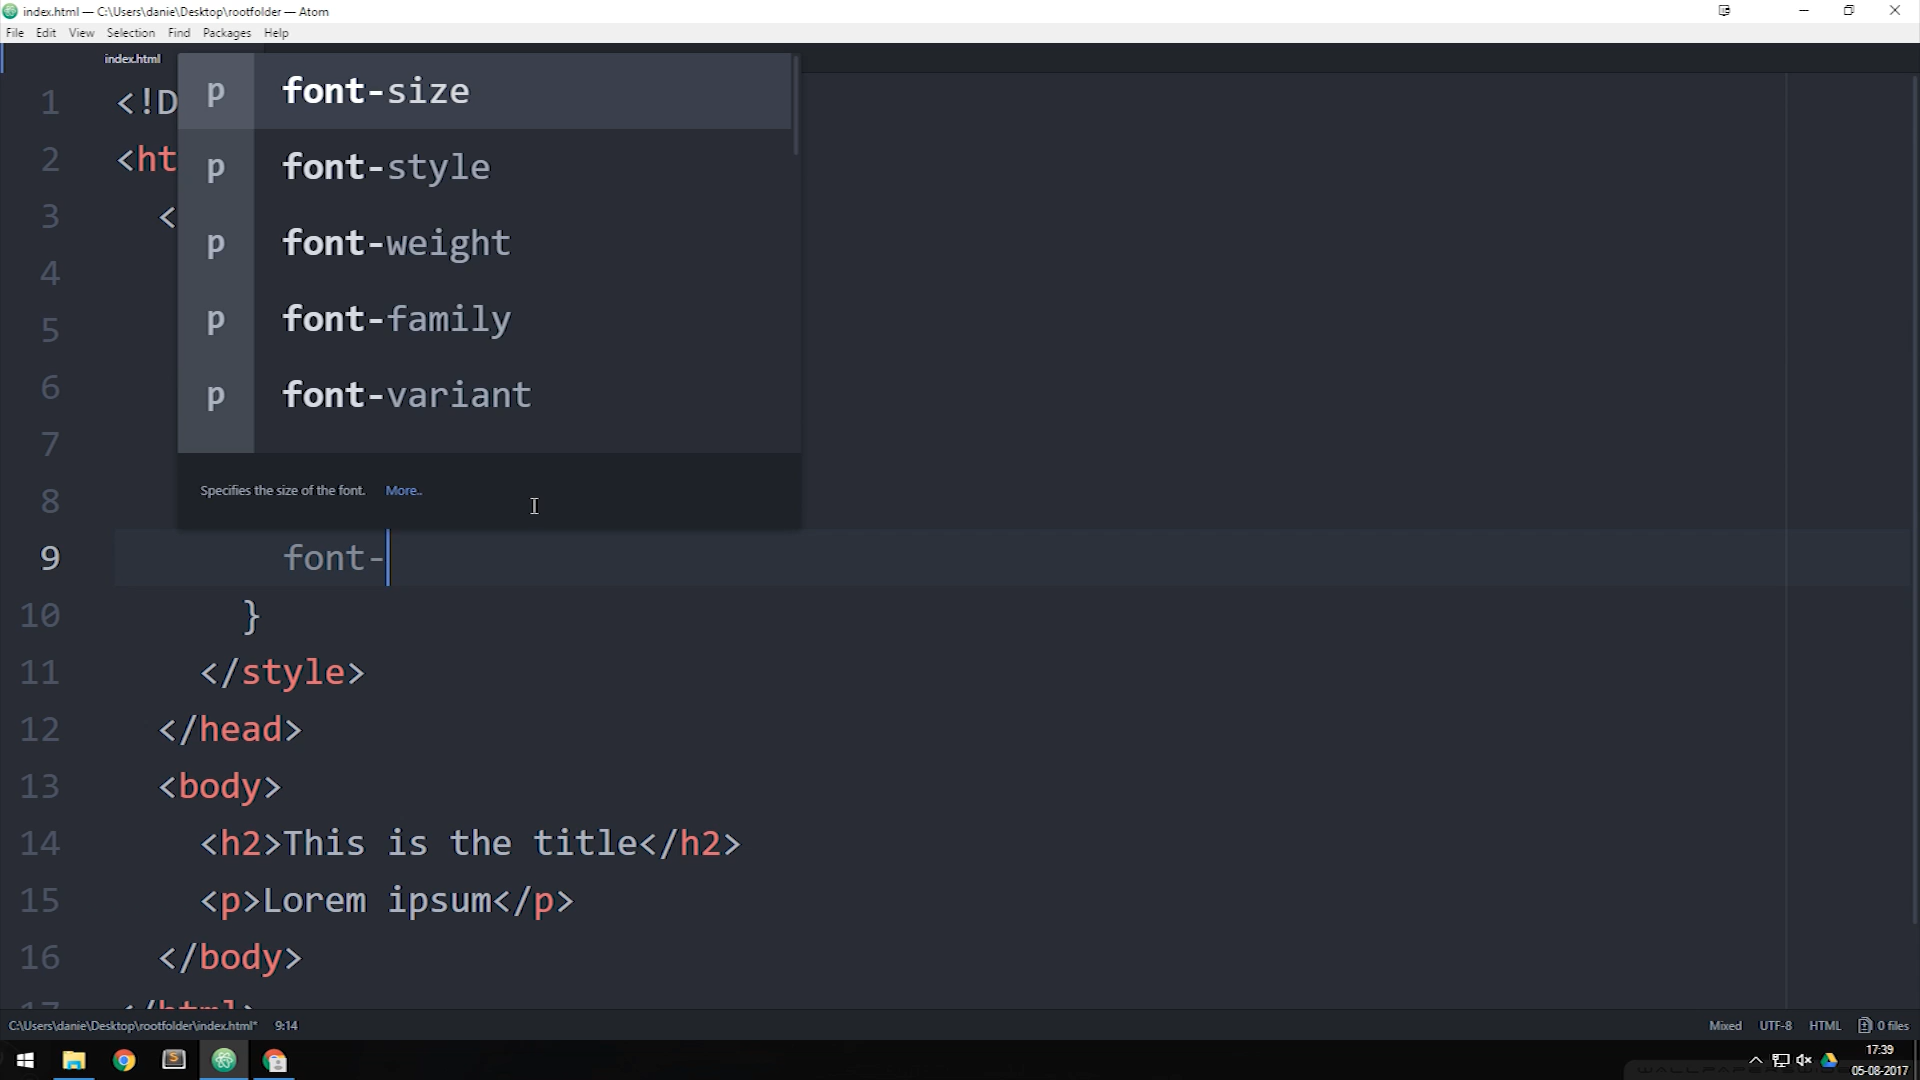 index.html — C:\Users\danie\Desktop\rootfolder — Atom
File Edit View Selection Find Packages Help
index.html
1 <!D
2 <ht
3 <
4
5
6
7
8
p font-size
p font-style
p font-weight
p font-family
p font-variant
Specifies the size of the font. More..
9 font-
10 }
11 </style>
12 </head>
13 <body>
14 <h2>This is the title</h2>
15 <p>Lorem ipsum</p>
16 </body>
17 </html>
C:\Users\danie\Desktop\rootfolder\index.html* 9:14
Mixed UTF-8 HTML 0 files
17:39
05-08-2017